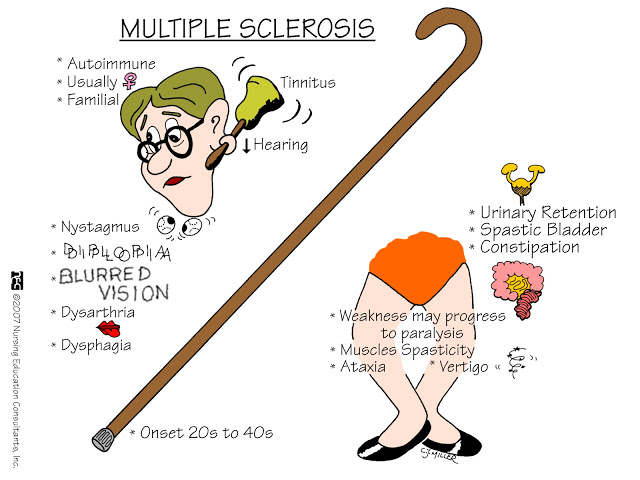 MULTIPLE SCLEROSIS
* Autoimmune
* Usually ♀
* Familial
Tinnitus
↓Hearing
* Nystagmus
* DIPLOPIA
* BLURRED
VISION
* Dysarthria
* Dysphagia
* Urinary Retention
* Spastic Bladder
* Constipation
* Weakness may progress
to paralysis
* Muscles Spasticity
* Ataxia * Vertigo «
* Onset 20s to 40s
CJMILLER
©2007 Nursing Education Consultants, Inc.